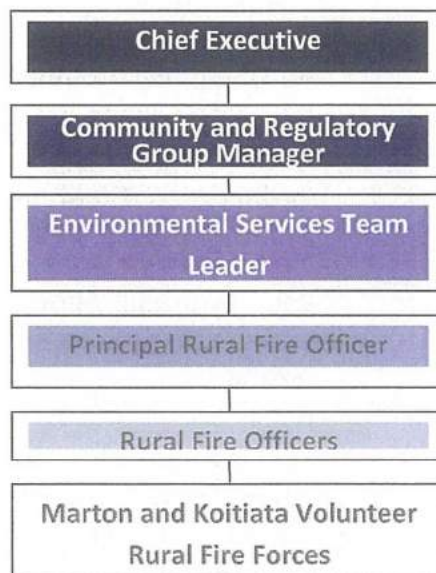 Chief Executive
Community and Regulatory
Group Manager
Environmental Services Team
Leader
Principal Rural Fire Officer
Rural Fire Officers
Marton and Koitiata Volunteer
Rural Fire Forces